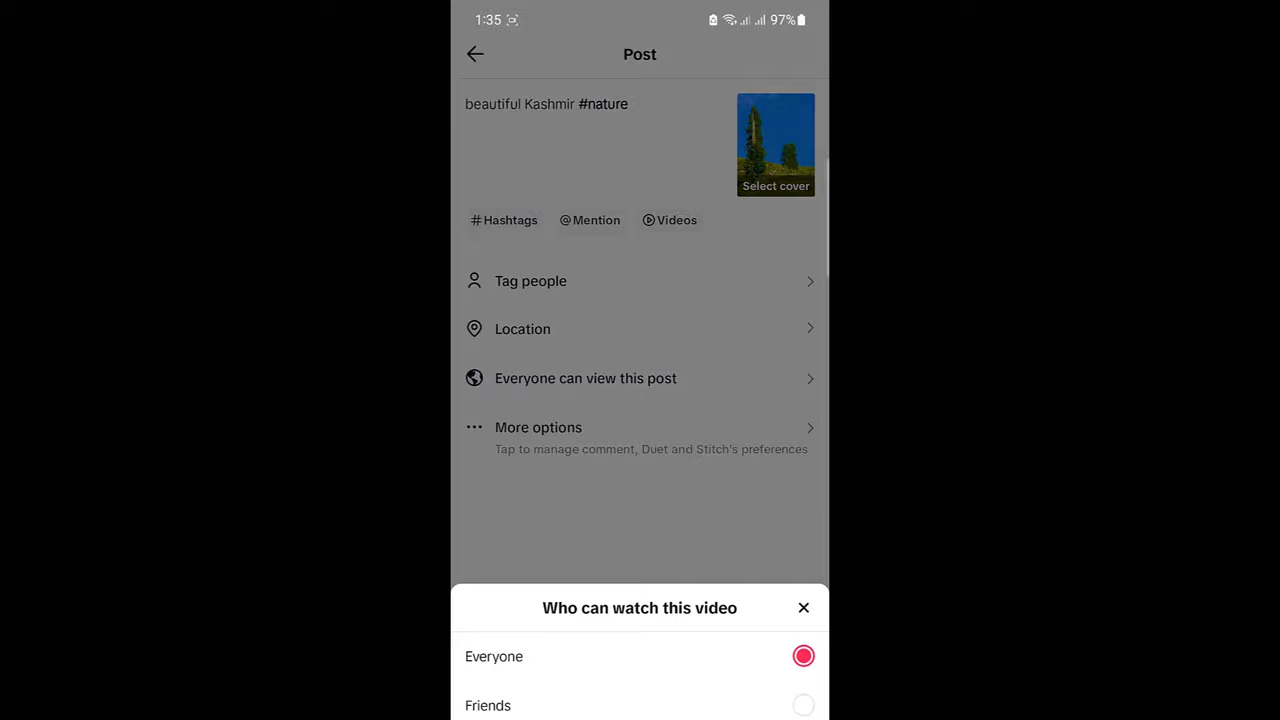 1:35 97%
Post
beautiful Kashmir #nature
Select cover
#Hashtags @Mention Videos
Tag people
Location
Everyone can view this post
More options
Tap to manage comment, Duet and Stitch's preferences
Who can watch this video
Everyone
Friends